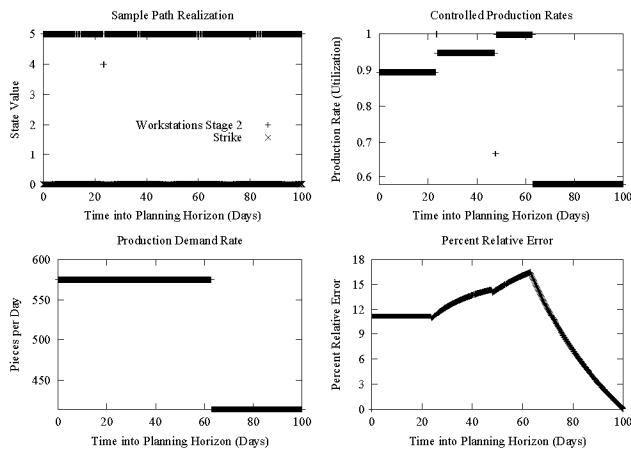 Sample Path Realization
5
4
3
2
1
0
State Value
Workstations Stage 2
Strike
0 20 40 60 80 100
Time into Planning Horizon (Days)
Controlled Production Rates
1
0.9
0.8
0.7
0.6
Production Rate (Utilization)
0 20 40 60 80 100
Time into Planning Horizon (Days)
Production Demand Rate
600
550
500
450
Pieces per Day
0 20 40 60 80 100
Time into Planning Horizon (Days)
Percent Relative Error
18
15
12
9
6
3
0
Percent Relative Error
0 20 40 60 80 100
Time into Planning Horizon (Days)